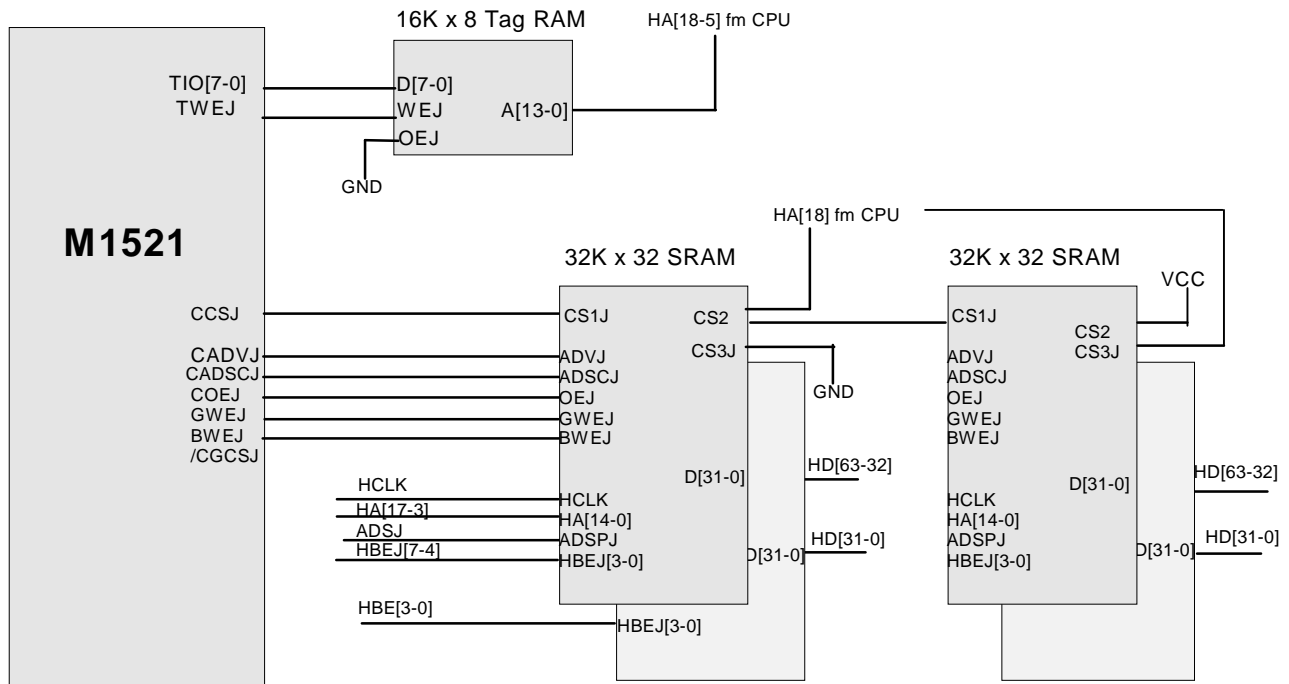 16K x 8 Tag RAM
HA[18-5] fm CPU
TIO[7-0]
TWEJ
D[7-0]
WEJ
OEJ
A[13-0]
GND
M1521
HA[18] fm CPU
32K x 32 SRAM
32K x 32 SRAM
VCC
CCSJ
CADVJ
CADSCJ
COEJ
GWEJ
BWEJ
/CGCSJ
CS1J
ADVJ
ADSCJ
OEJ
GWEJ
BWEJ
CS2
CS3J
GND
D[31-0]
HD[63-32]
HCLK
HA[17-3]
ADSJ
HBEJ[7-4]
HCLK
HA[14-0]
ADSPJ
HBEJ[3-0]
D[31-0]
HD[31-0]
HBE[3-0]
HBEJ[3-0]
CS1J
ADVJ
ADSCJ
OEJ
GWEJ
BWEJ
CS2
CS3J
D[31-0]
HD[63-32]
HCLK
HA[14-0]
ADSPJ
HBEJ[3-0]
D[31-0]
HD[31-0]